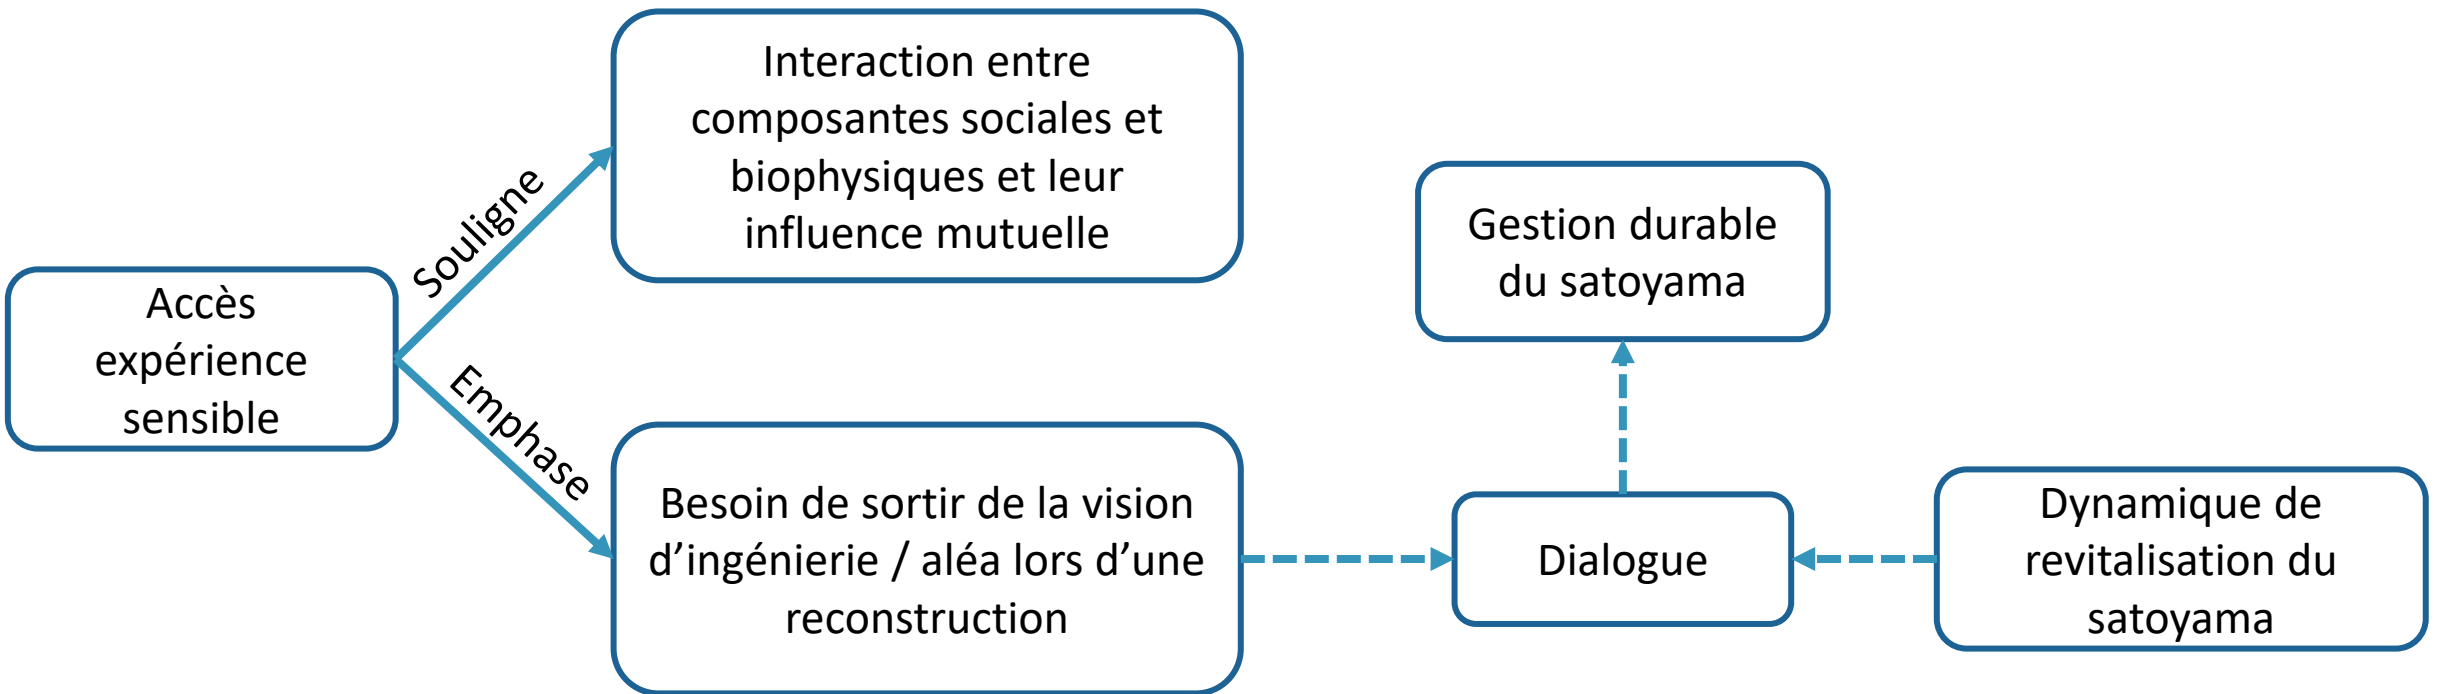 Accès
expérience
sensible
Souligne
Emphase
Interaction entre
composantes sociales et
biophysiques et leur
influence mutuelle
Besoin de sortir de la vision
d’ingénierie / aléa lors d’une
reconstruction
Gestion durable
du satoyama
Dialogue
Dynamique de
revitalisation du
satoyama